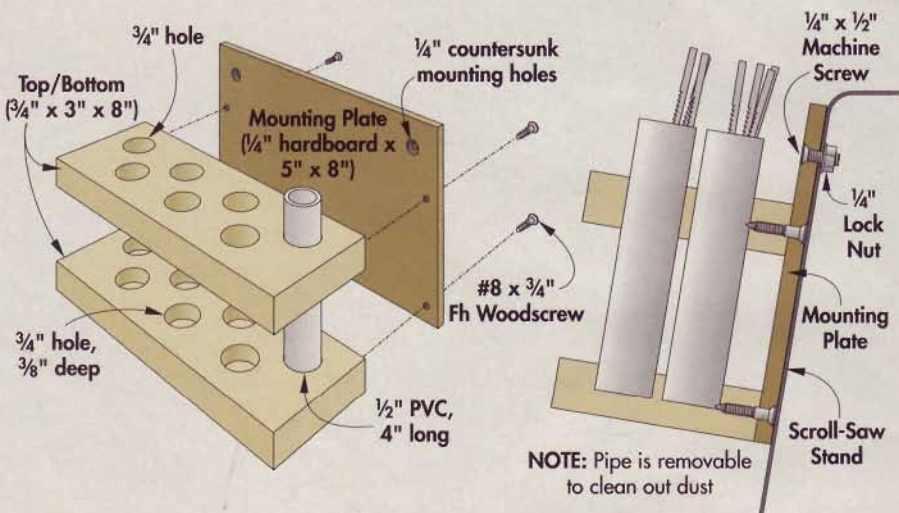 ¾" hole
Top/Bottom
(¾" x 3" x 8")
¼" countersunk
mounting holes
Mounting Plate
(¼" hardboard x
5" x 8")
#8 x ¾"
Fh Woodscrew
¾" hole,
⅜" deep
½" PVC,
4" long
¼" x ½"
Machine
Screw
¼"
Lock
Nut
Mounting
Plate
Scroll-Saw
Stand
NOTE: Pipe is removable
to clean out dust